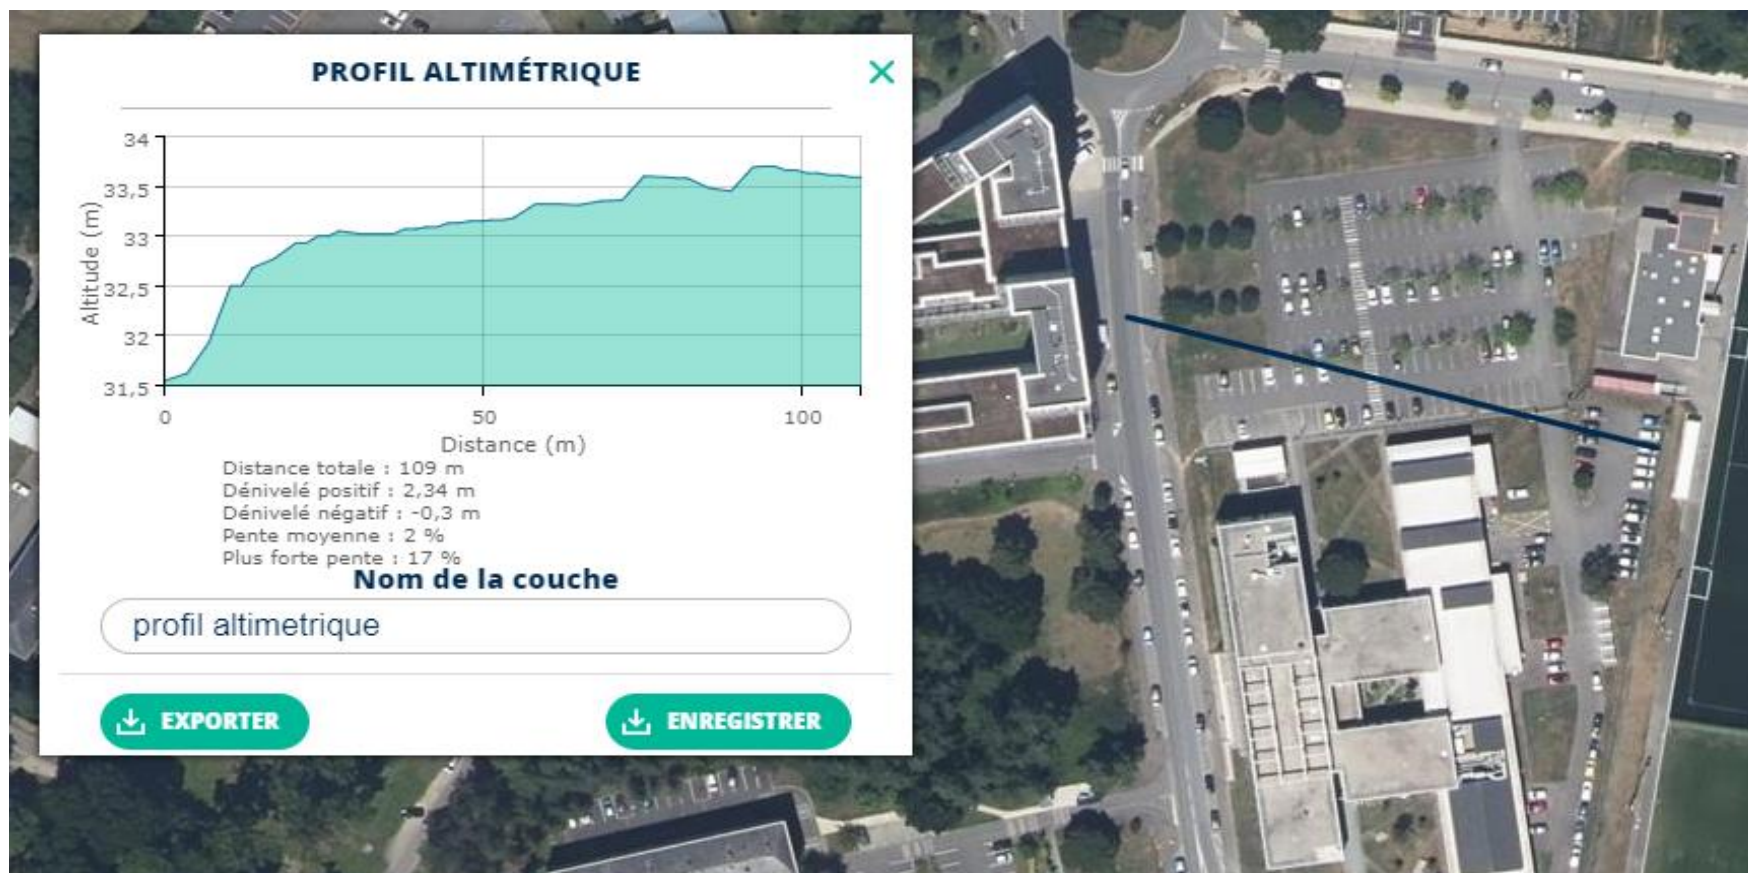 PROFIL ALTIMÉTRIQUE
34
33,5
33
32,5
32
31,5
Altitude (m)
0 50 100
Distance (m)
Distance totale : 109 m
Dénivelé positif : 2,34 m
Dénivelé négatif : -0,3 m
Pente moyenne : 2 %
Plus forte pente : 17 %
Nom de la couche
profil altimetrique
EXPORTER ENREGISTRER